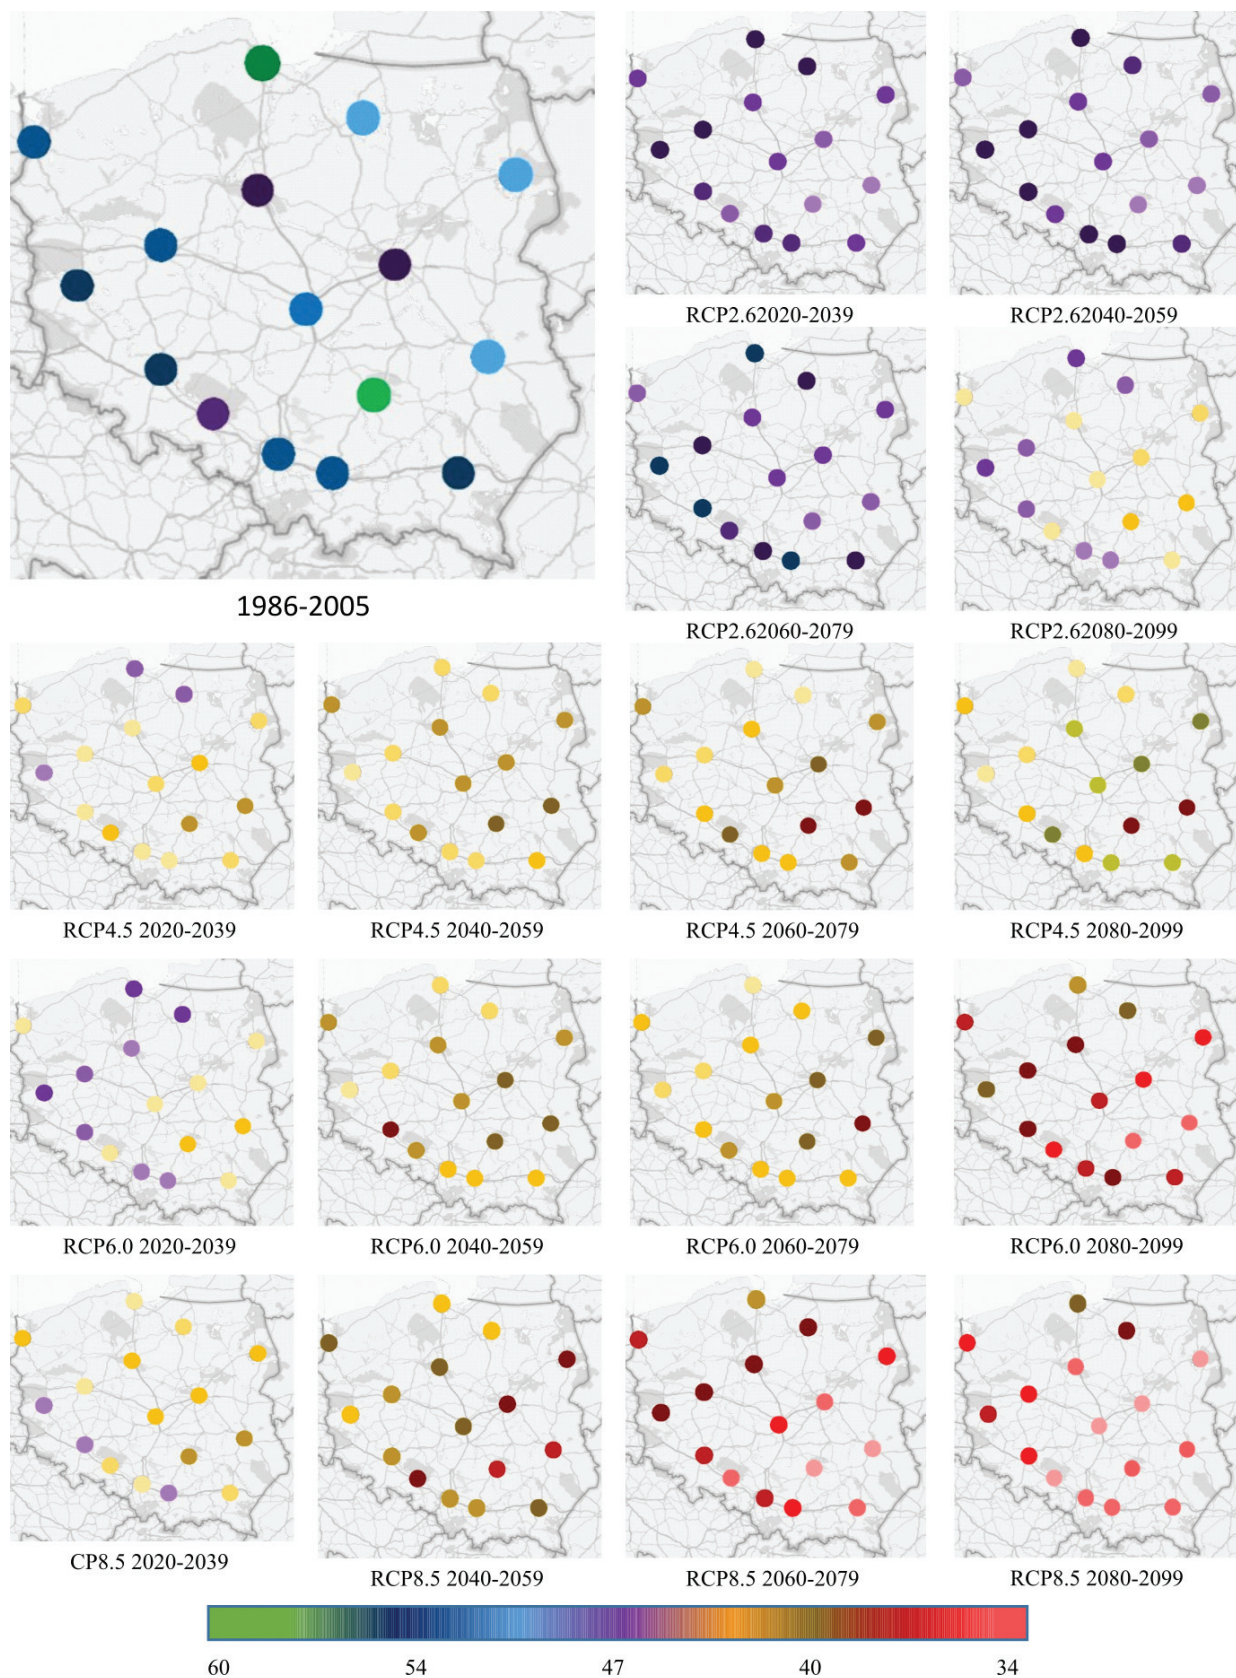 1986-2005
RCP2.62020-2039
RCP2.62040-2059
RCP2.62060-2079
RCP2.62080-2099
RCP4.5 2020-2039
RCP4.5 2040-2059
RCP4.5 2060-2079
RCP4.5 2080-2099
RCP6.0 2020-2039
RCP6.0 2040-2059
RCP6.0 2060-2079
RCP6.0 2080-2099
CP8.5 2020-2039
RCP8.5 2040-2059
RCP8.5 2060-2079
RCP8.5 2080-2099
60 54 47 40 34